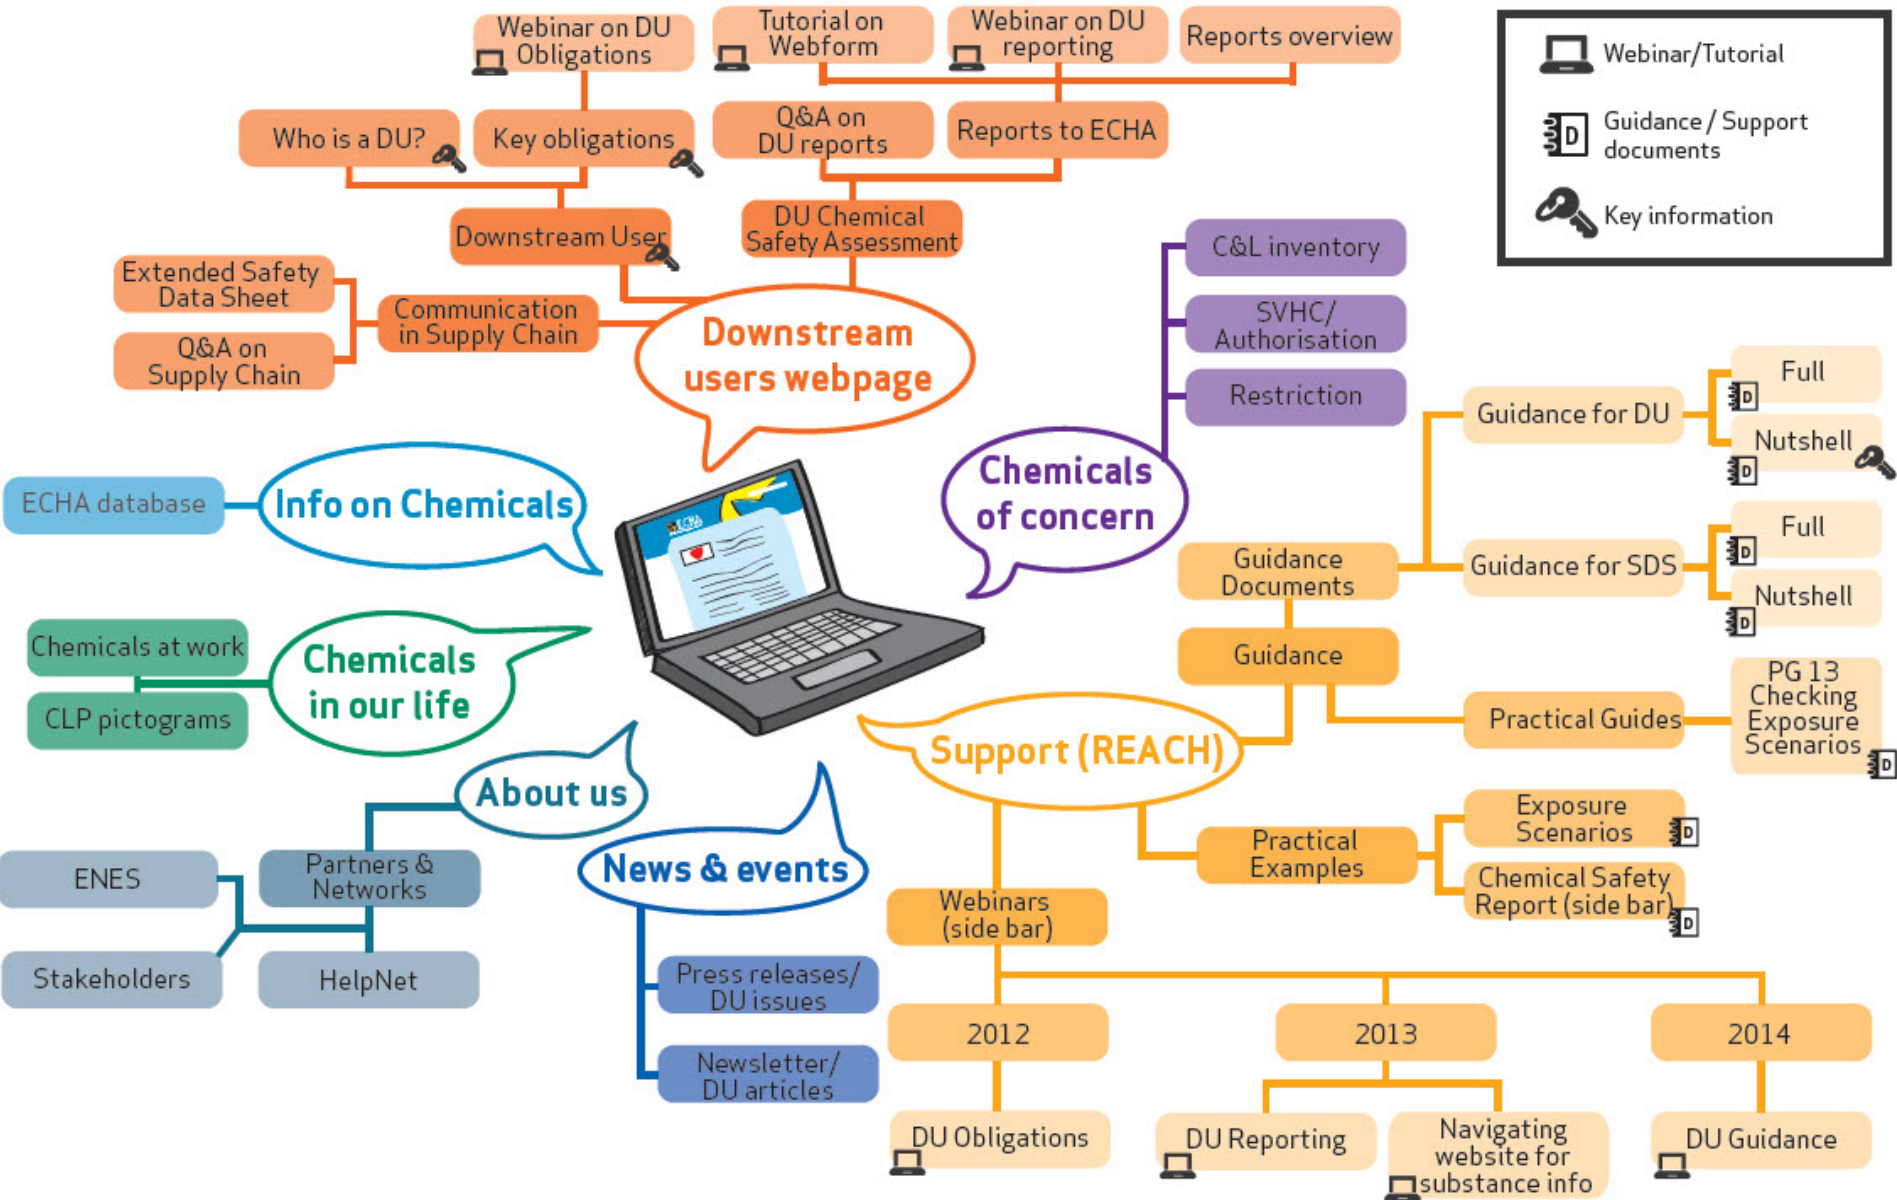 Webinar on DU
Obligations
Tutorial on
Webform
Webinar on DU
reporting
Reports overview
Who is a DU?
Key obligations
Q&A on
DU reports
Reports to ECHA
Downstream User
DU Chemical
Safety Assessment
Extended Safety
Data Sheet
Q&A on
Supply Chain
Communication
in Supply Chain
Downstream
users webpage
Webinar/Tutorial
D
Guidance / Support
documents
Key information
C&L inventory
SVHC/
Authorisation
Restriction
Chemicals
of concern
ECHA database
Info on Chemicals
ECHA
Chemicals at work
CLP pictograms
Chemicals
in our life
About us
Partners &
Networks
ENES
Stakeholders
HelpNet
News & events
Press releases/
DU issues
Newsletter/
DU articles
Support (REACH)
Guidance
Guidance
Documents
Guidance for DU
Full
D
Nutshell
D
Guidance for SDS
Full
D
Nutshell
D
Practical Guides
PG 13
Checking
Exposure
Scenarios
D
Practical
Examples
Exposure
Scenarios
D
Chemical Safety
Report (side bar)
D
Webinars
(side bar)
2012
2013
2014
DU Obligations
DU Reporting
Navigating
website for
substance info
DU Guidance